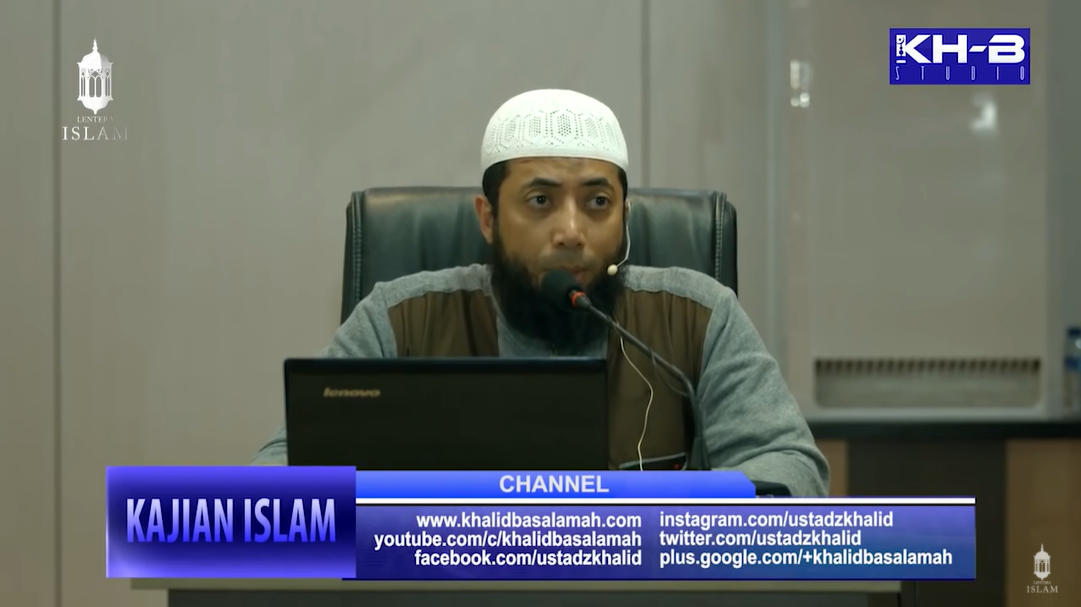 LENTERA
ISLAM
KH-B
STUDIO
lenovo
KAJIAN ISLAM
CHANNEL
www.khalidbasalamah.com
youtube.com/c/khalidbasalamah
facebook.com/ustadzkhalid
instagram.com/ustadzkhalid
twitter.com/ustadzkhalid
plus.google.com/+khalidbasalamah
LENTERA
ISLAM